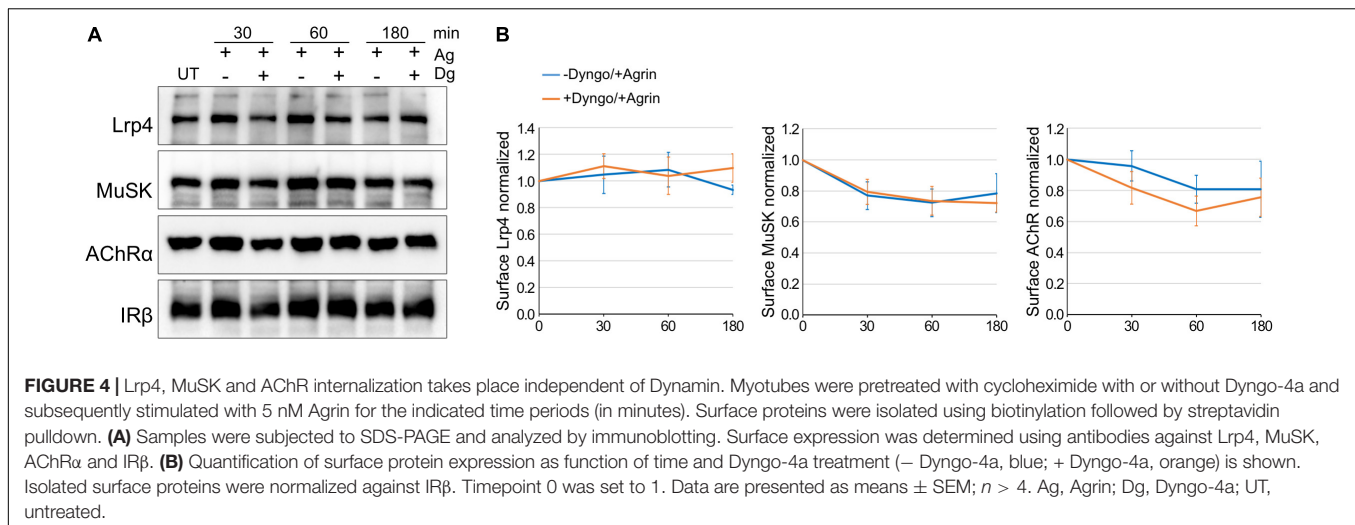 A
30 60 180 min
+ + + + + + Ag
UT - + - + - + Dg
Lrp4
MuSK
AChRα
IRβ
B
-Dyngo/+Agrin
+Dyngo/+Agrin
Surface Lrp4 normalized
1.4
1.2
1.0
0.8
0.6
0.4
0.2
0.0
0 30 60 180
Surface MuSK normalized
1.2
1.0
0.8
0.6
0.4
0.2
0.0
0 30 60 180
Surface AChR normalized
1.2
1.0
0.8
0.6
0.4
0.2
0.0
0 30 60 180
FIGURE 4 | Lrp4, MuSK and AChR internalization takes place independent of Dynamin. Myotubes were pretreated with cycloheximide with or without Dyngo-4a and
subsequently stimulated with 5 nM Agrin for the indicated time periods (in minutes). Surface proteins were isolated using biotinylation followed by streptavidin
pulldown. (A) Samples were subjected to SDS-PAGE and analyzed by immunoblotting. Surface expression was determined using antibodies against Lrp4, MuSK,
AChRα and IRβ. (B) Quantification of surface protein expression as function of time and Dyngo-4a treatment (− Dyngo-4a, blue; + Dyngo-4a, orange) is shown.
Isolated surface proteins were normalized against IRβ. Timepoint 0 was set to 1. Data are presented as means ± SEM; n > 4. Ag, Agrin; Dg, Dyngo-4a; UT,
untreated.